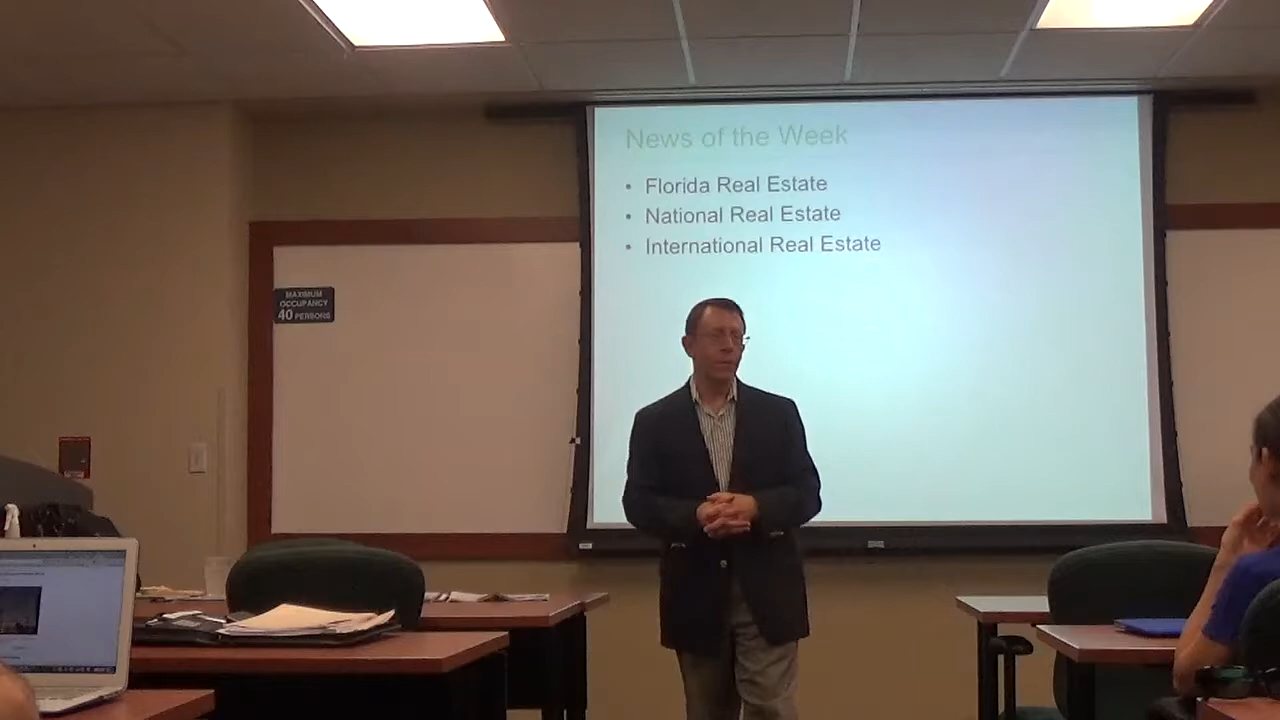 News of the Week
• Florida Real Estate
• National Real Estate
• International Real Estate
MAXIMUM
OCCUPANCY
40 PERSONS